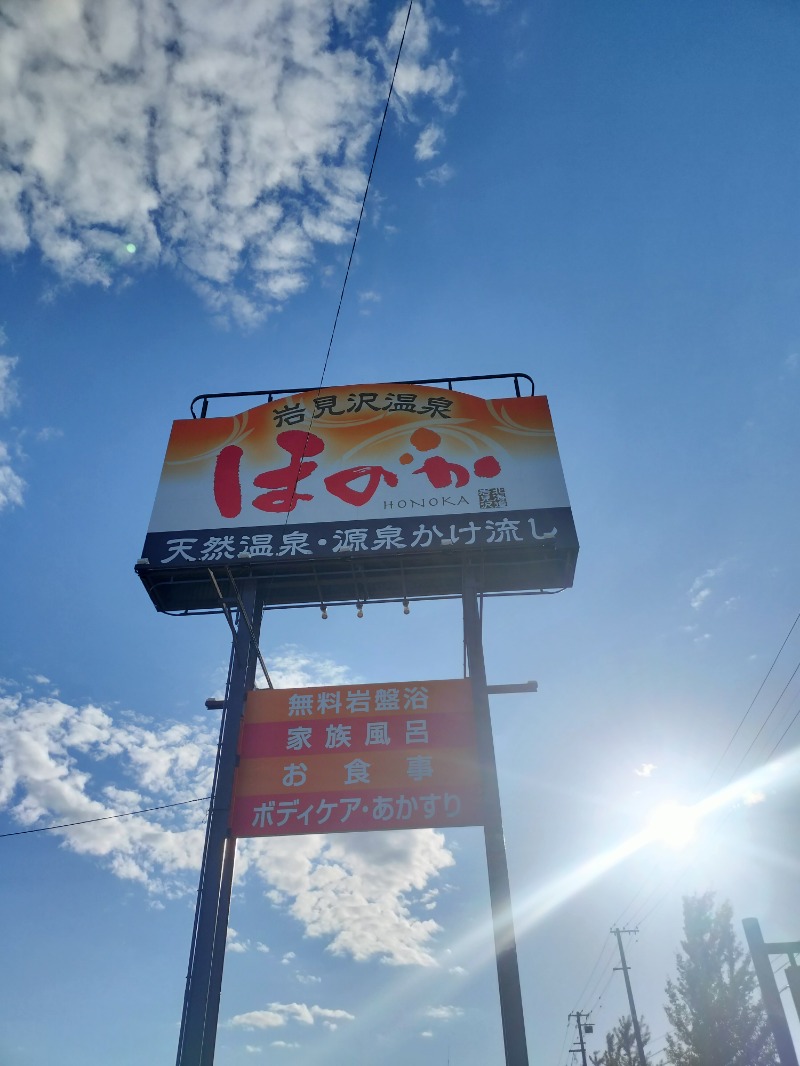 岩見沢温泉
ほのか
HONOKA
天然温泉・源泉かけ流し
無料岩盤浴
家族風呂
お食事
ボディケア・あかすり